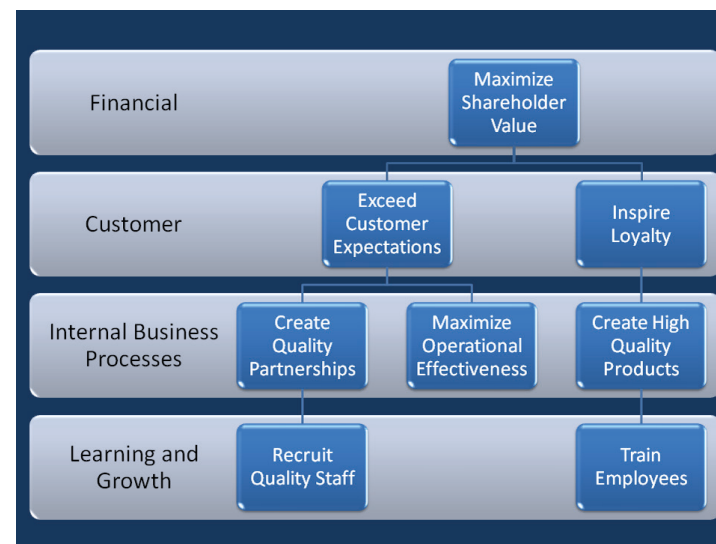 Financial
Maximize
Shareholder
Value
Customer
Exceed
Customer
Expectations
Inspire
Loyalty
Internal Business
Processes
Create
Quality
Partnerships
Maximize
Operational
Effectiveness
Create High
Quality
Products
Learning and
Growth
Recruit
Quality Staff
Train
Employees